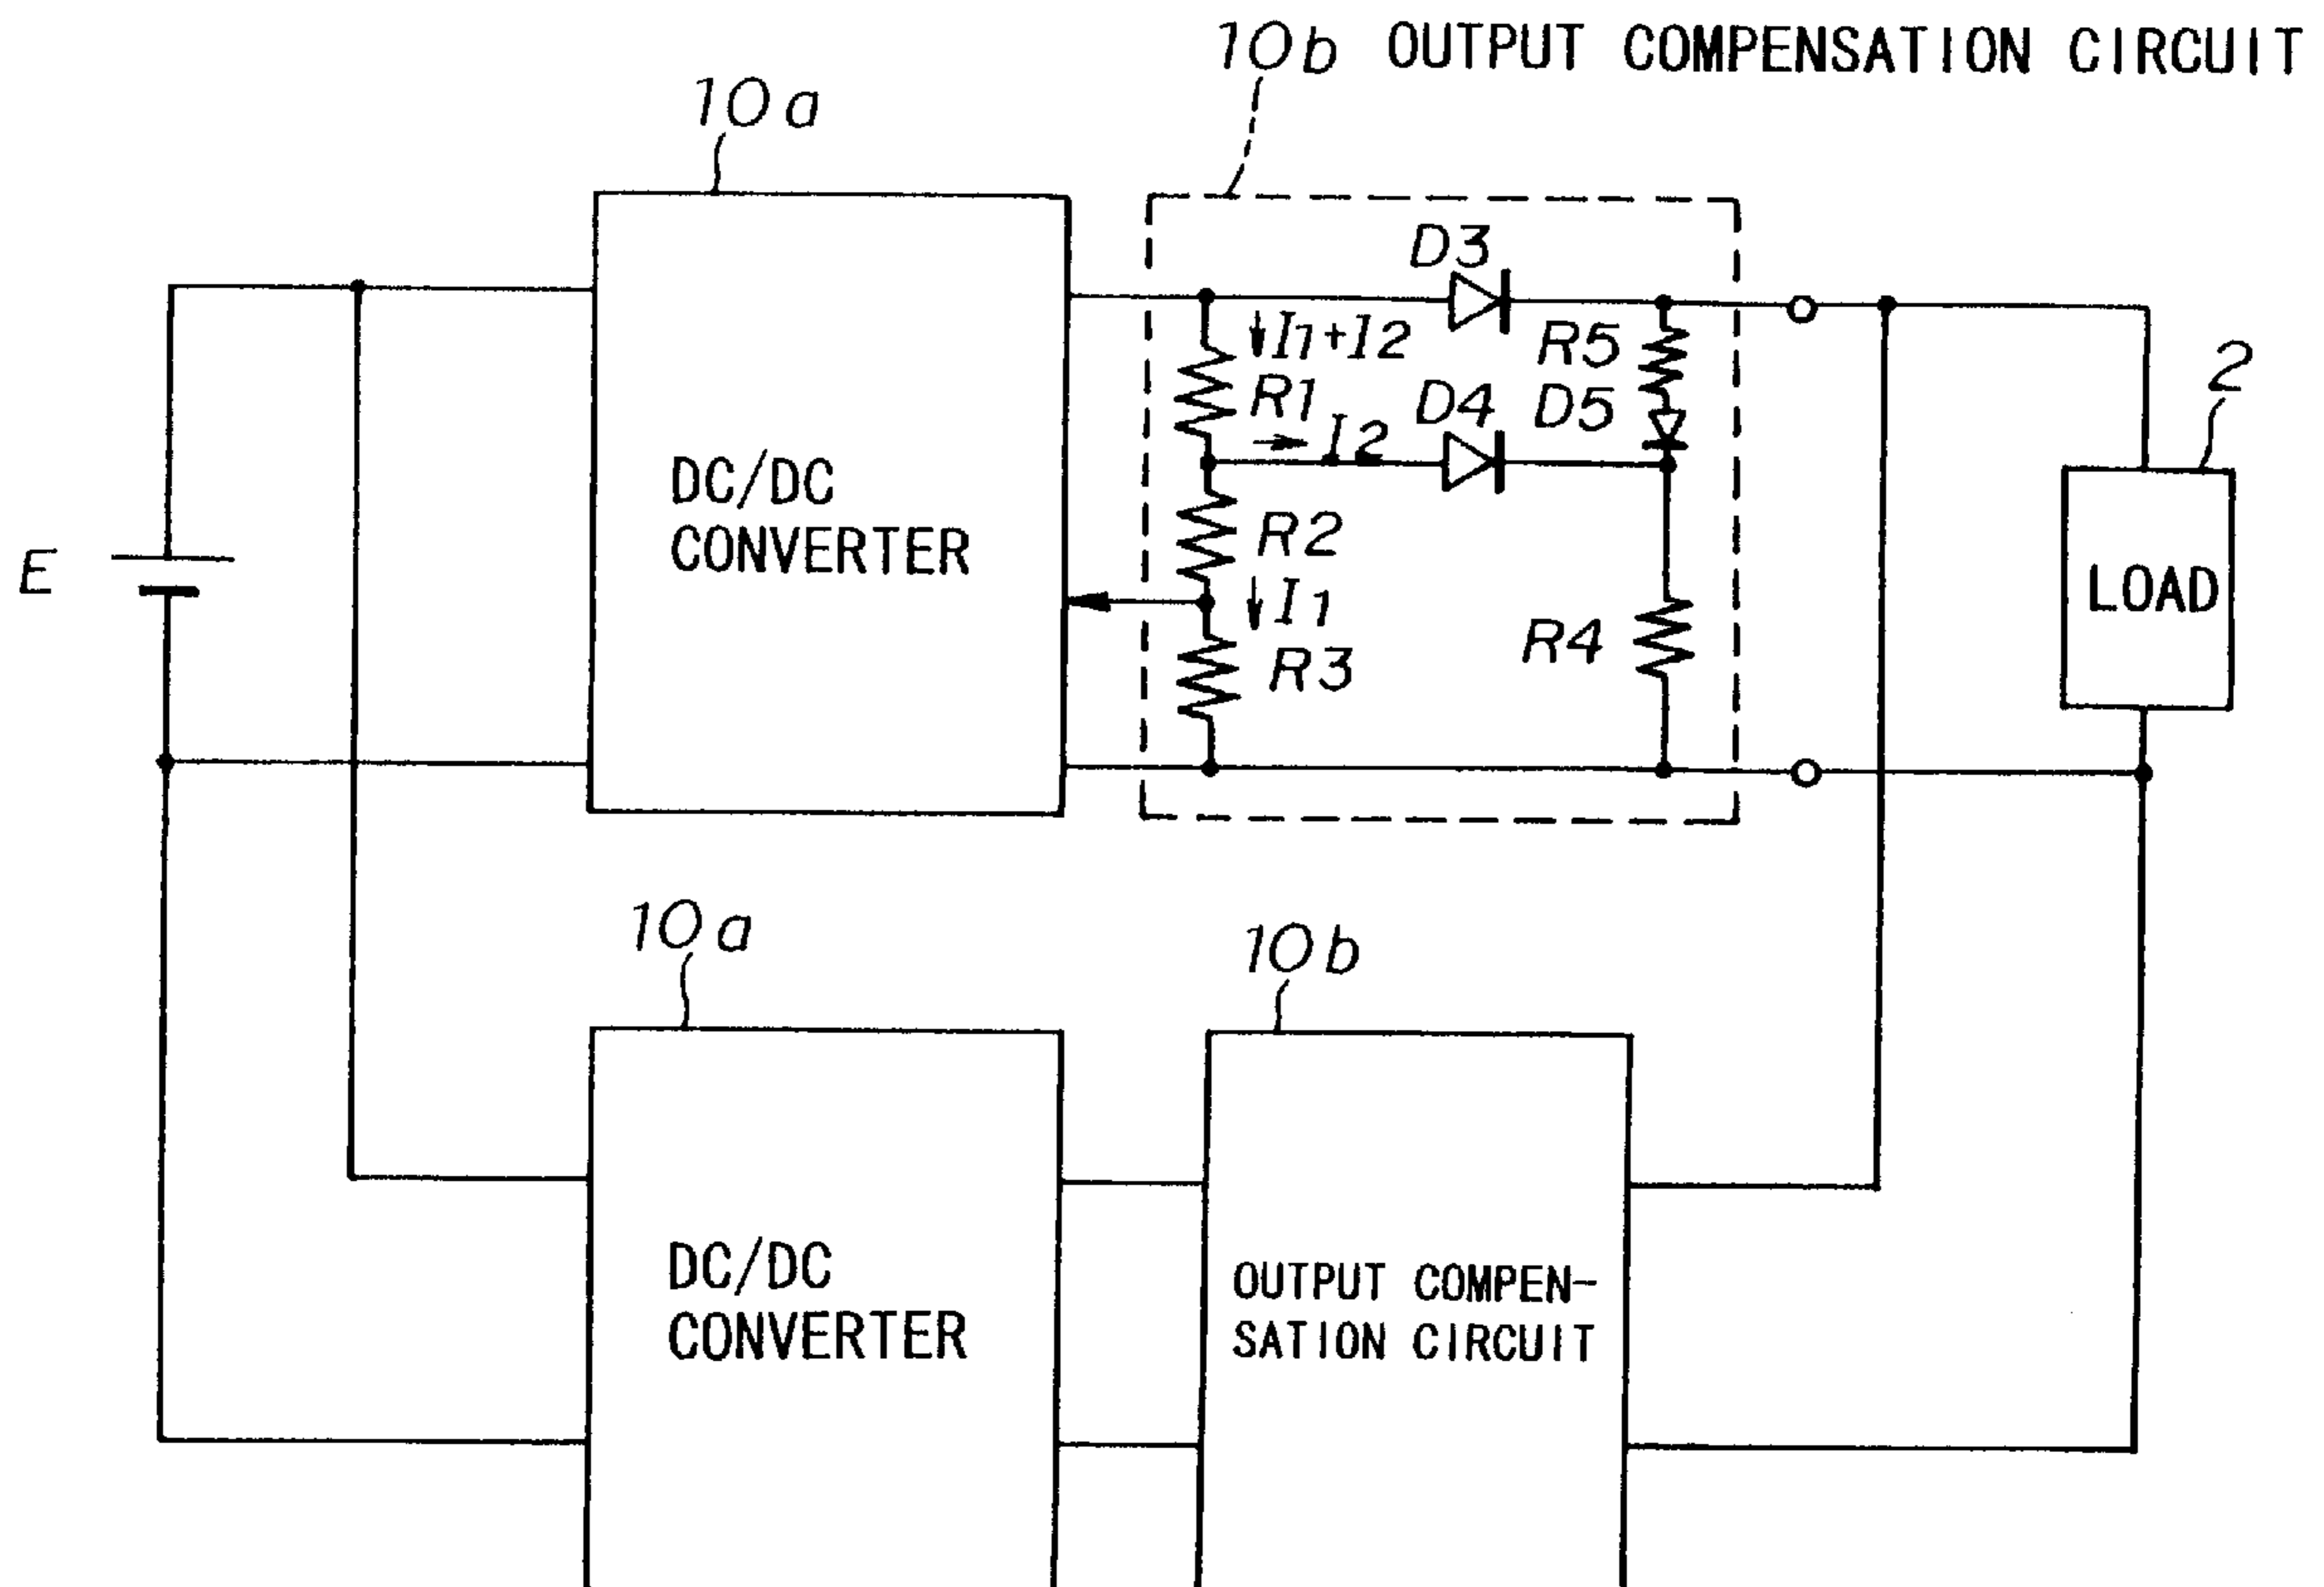 10b OUTPUT COMPENSATION CIRCUIT
10a
D3
I1+I2
R5
R1
D4
D5
I2
2
DC/DC
CONVERTER
R2
E
I1
LOAD
R4
R3
10a
10b
DC/DC
CONVERTER
OUTPUT COMPEN-
SATION CIRCUIT